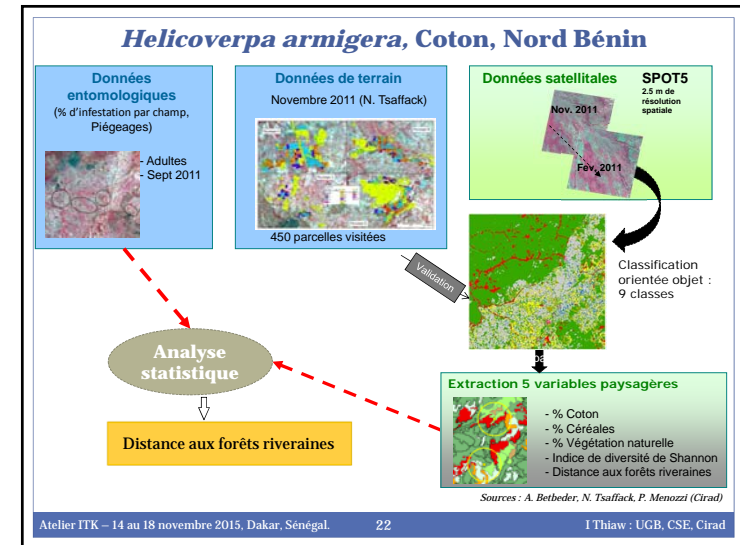 Helicoverpa armigera, Coton, Nord Bénin
Données
entomologiques
(% d'infestation par champ,
Piégeages)
- Adultes
- Sept 2011
Données de terrain
Novembre 2011 (N. Tsaffack)
450 parcelles visitées
Données satellitales
SPOT5
2.5 m de
résolution
spatiale
Nov. 2011
Fev. 2011
Classification
orientée objet :
9 classes
Validation
Analyse
statistique
Distance aux forêts riveraines
Extraction 5 variables paysagères
- % Coton
- % Céréales
- % Végétation naturelle
- Indice de diversité de Shannon
- Distance aux forêts riveraines
Sources : A. Betbeder, N. Tsaffack, P. Menozzi (Cirad)
Atelier ITK – 14 au 18 novembre 2015, Dakar, Sénégal.
22
I Thiaw : UGB, CSE, Cirad